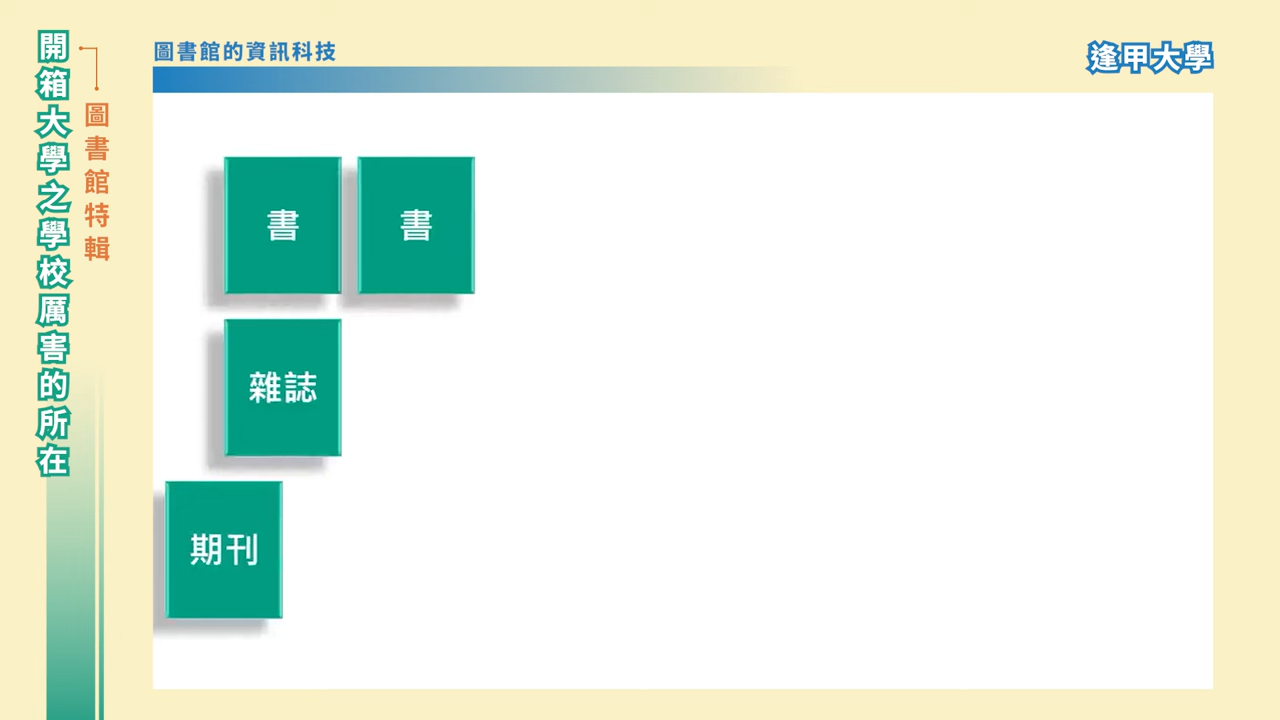 開箱大學之學校厲害的所在
圖書館特輯
圖書館的資訊科技
逢甲大學
書
書
雜誌
期刊